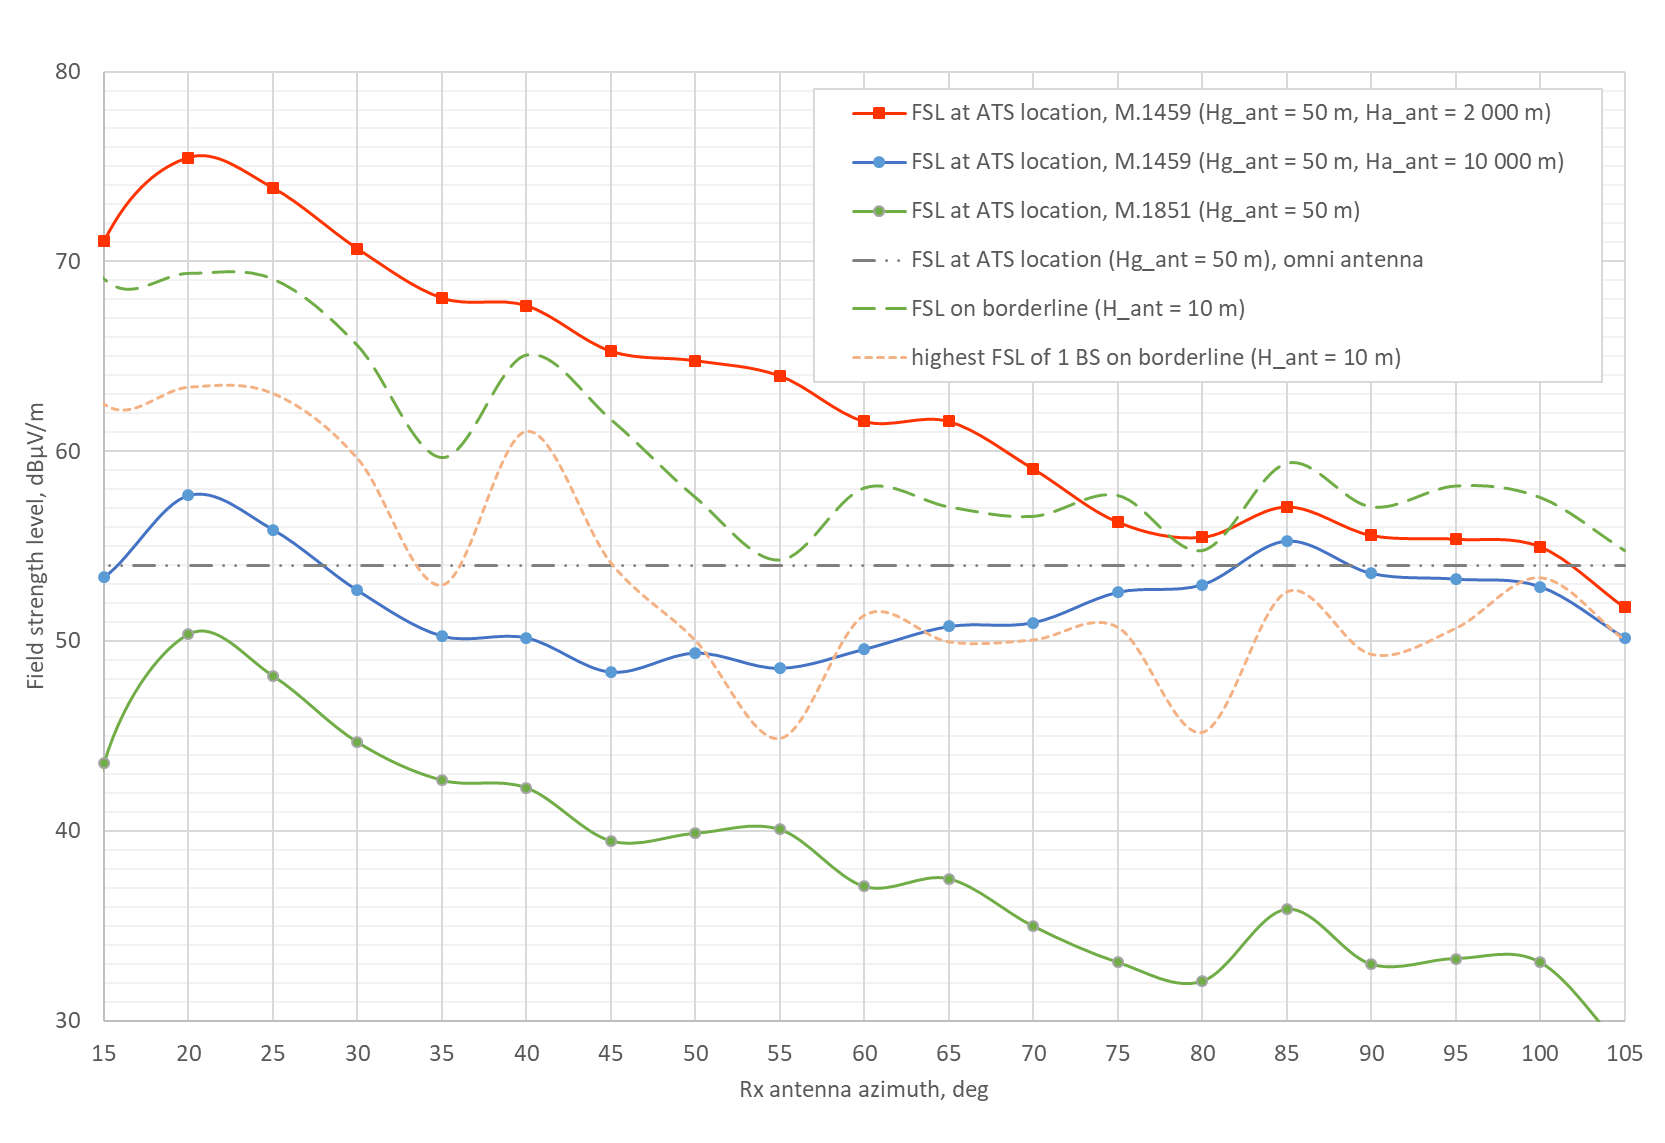 80
70
60
50
40
30
Field strength level, dBµV/m
FSL at ATS location, M.1459 (Hg_ant = 50 m, Ha_ant = 2 000 m)
FSL at ATS location, M.1459 (Hg_ant = 50 m, Ha_ant = 10 000 m)
FSL at ATS location, M.1851 (Hg_ant = 50 m)
FSL at ATS location (Hg_ant = 50 m), omni antenna
FSL on borderline (H_ant = 10 m)
highest FSL of 1 BS on borderline (H_ant = 10 m)
15 20 25 30 35 40 45 50 55 60 65 70 75 80 85 90 95 100 105
Rx antenna azimuth, deg